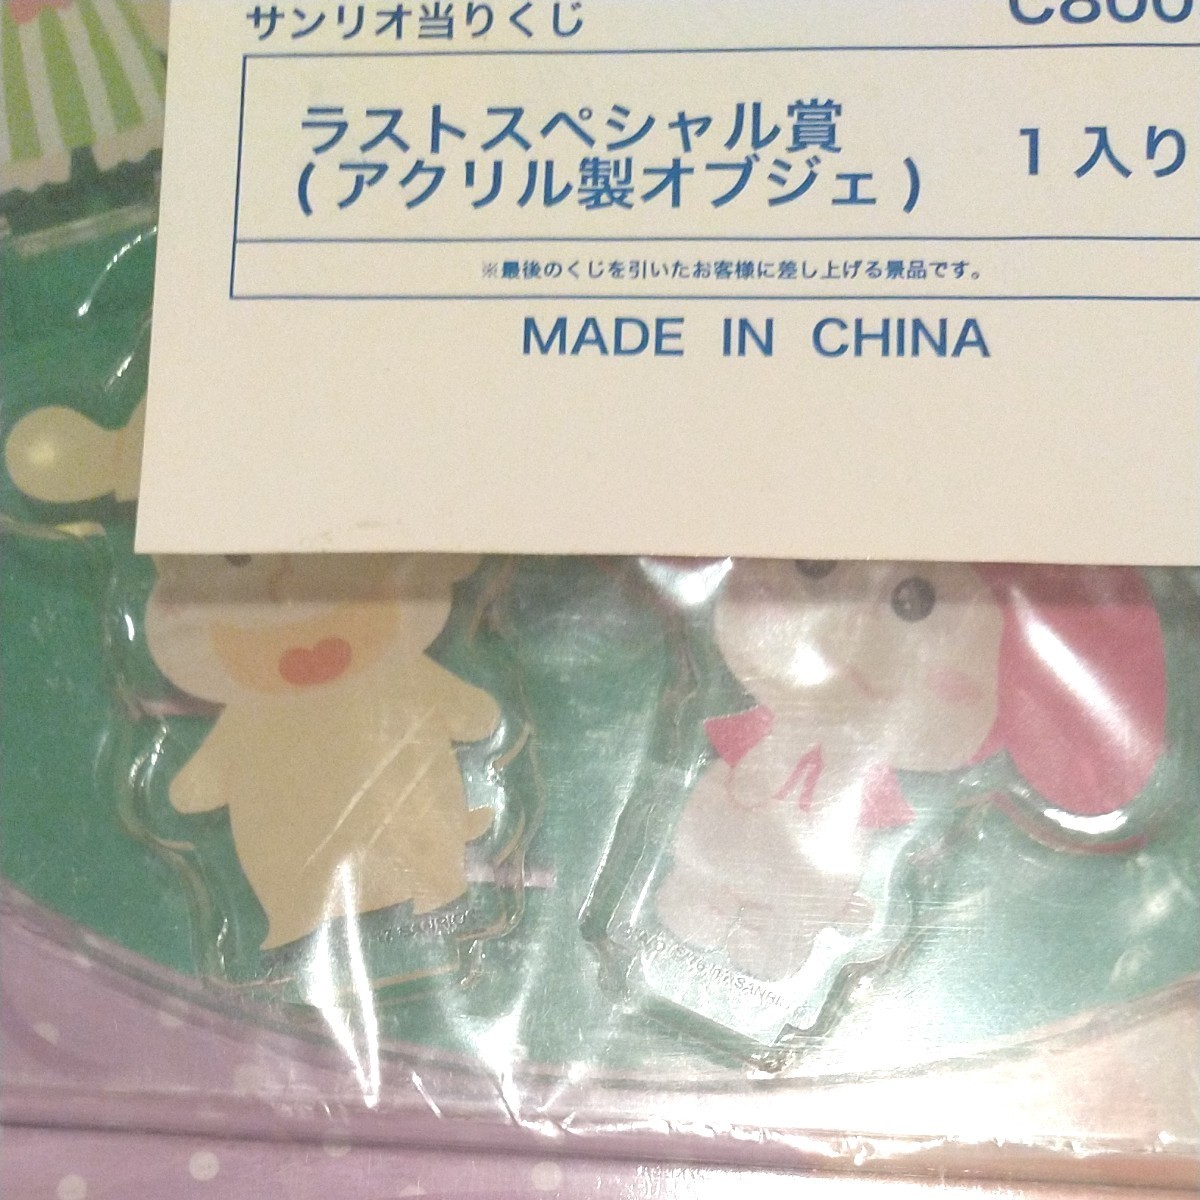 サンリオ当りくじ
C800
ラストスペシャル賞
(アクリル製オブジェ)
1入り
※最後のくじを引いたお客様に差し上げる景品です。
MADE IN CHINA